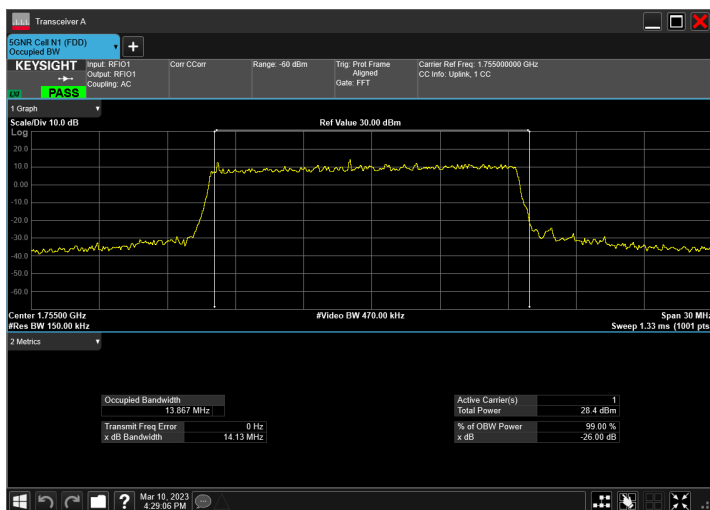 Transceiver A
5GNR Cell N1 (FDD)
Occupied BW
KEYSIGHT
LXI
PASS
Input: RFIO1
Output: RFIO1
Coupling: AC
Corr CCorr
Range: -60 dBm
Trig: Prot Frame
Aligned
Gate: FFT
Carrier Ref Freq: 1.755000000 GHz
CC Info: Uplink, 1 CC
1 Graph
Scale/Div 10.0 dB
Ref Value 30.00 dBm
Log
20.0
10.0
0.00
-10.0
-20.0
-30.0
-40.0
-50.0
-60.0
Center 1.75500 GHz
#Video BW 470.00 kHz
Span 30 MHz
#Res BW 150.00 kHz
Sweep 1.33 ms (1001 pts
2 Metrics
Occupied Bandwidth
13.867 MHz
Transmit Freq Error 0 Hz
x dB Bandwidth 14.13 MHz
Active Carrier(s) 1
Total Power 28.4 dBm
% of OBW Power 99.00 %
x dB -26.00 dB
?
Mar 10, 2023
4:29:06 PM